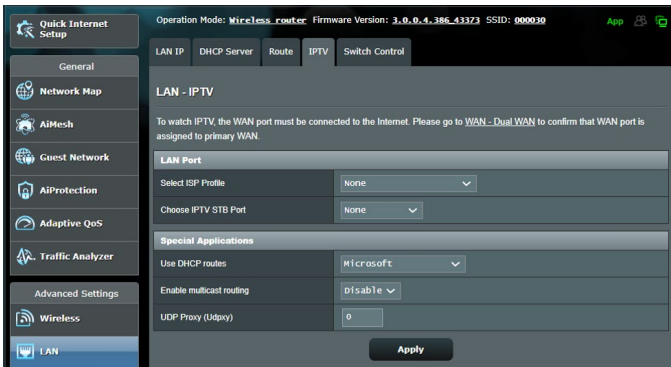 Quick Internet
Setup
Operation Mode: Wireless router Firmware Version: 3.0.0.4.386_43373 SSID: 000030
App
LAN IP DHCP Server Route IPTV Switch Control
General
Network Map
AiMesh
Guest Network
AiProtection
Adaptive QoS
Traffic Analyzer
Advanced Settings
Wireless
LAN
LAN - IPTV
To watch IPTV, the WAN port must be connected to the Internet. Please go to WAN - Dual WAN to confirm that WAN port is
assigned to primary WAN.
LAN Port
Select ISP Profile None
Choose IPTV STB Port None
Special Applications
Use DHCP routes Microsoft
Enable multicast routing Disable
UDP Proxy (Udpxy) 0
Apply